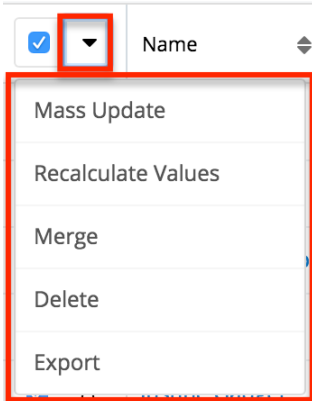 Name
Mass Update
Recalculate Values
Merge
Delete
Export